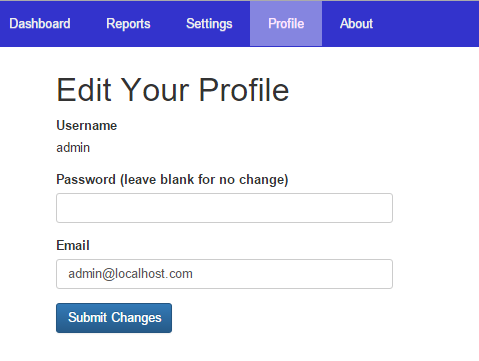 Dashboard Reports Settings Profile About
Edit Your Profile
Username
admin
Password (leave blank for no change)
Email
admin@localhost.com
Submit Changes